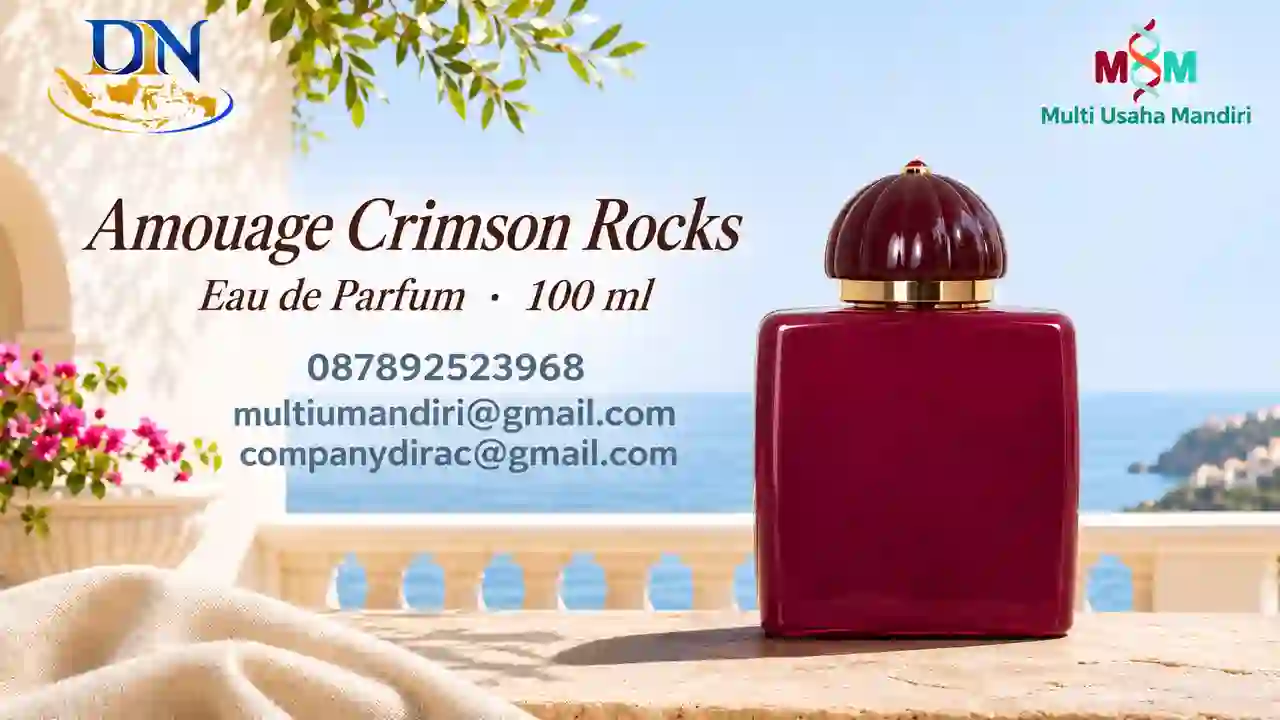 DN
MSM
Multi Usaha Mandiri
Amouage Crimson Rocks
Eau de Parfum · 100 ml
087892523968
multiumandiri@gmail.com
companydirac@gmail.com